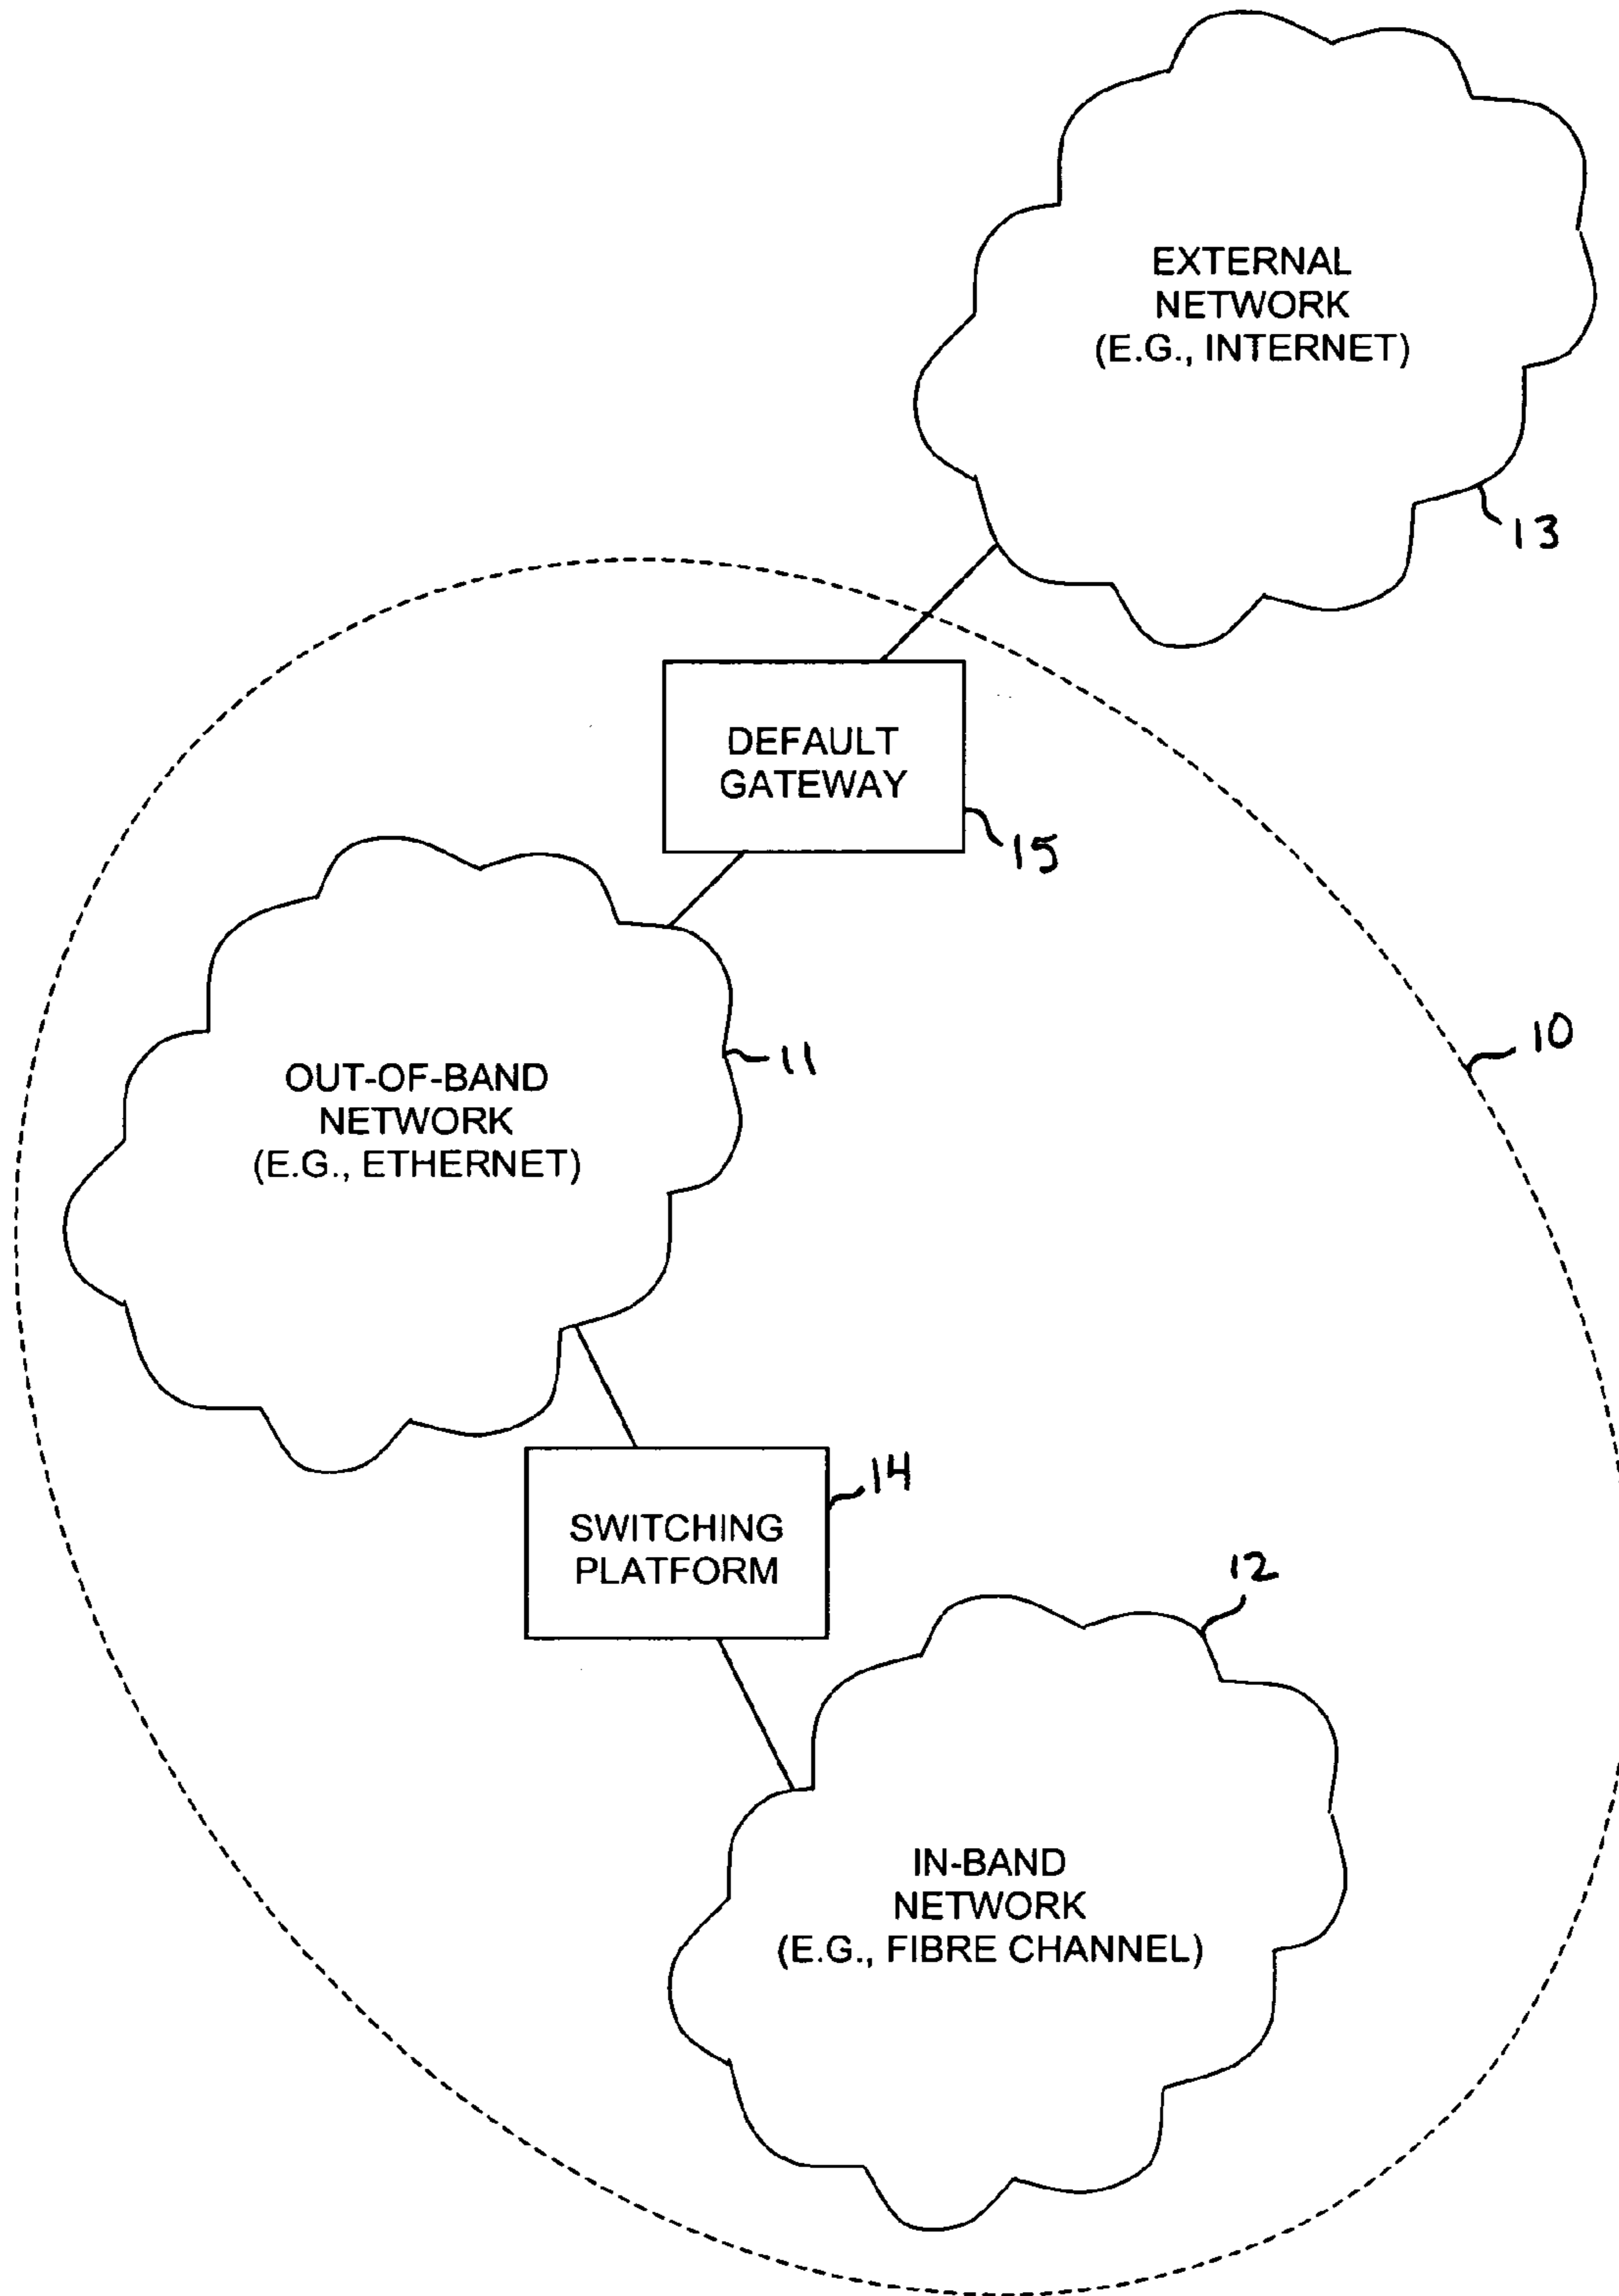 EXTERNAL
NETWORK
(E.G., INTERNET)
13
DEFAULT
GATEWAY
15
10
OUT-OF-BAND
NETWORK
(E.G., ETHERNET)
11
14
SWITCHING
PLATFORM
12
IN-BAND
NETWORK
(E.G., FIBRE CHANNEL)